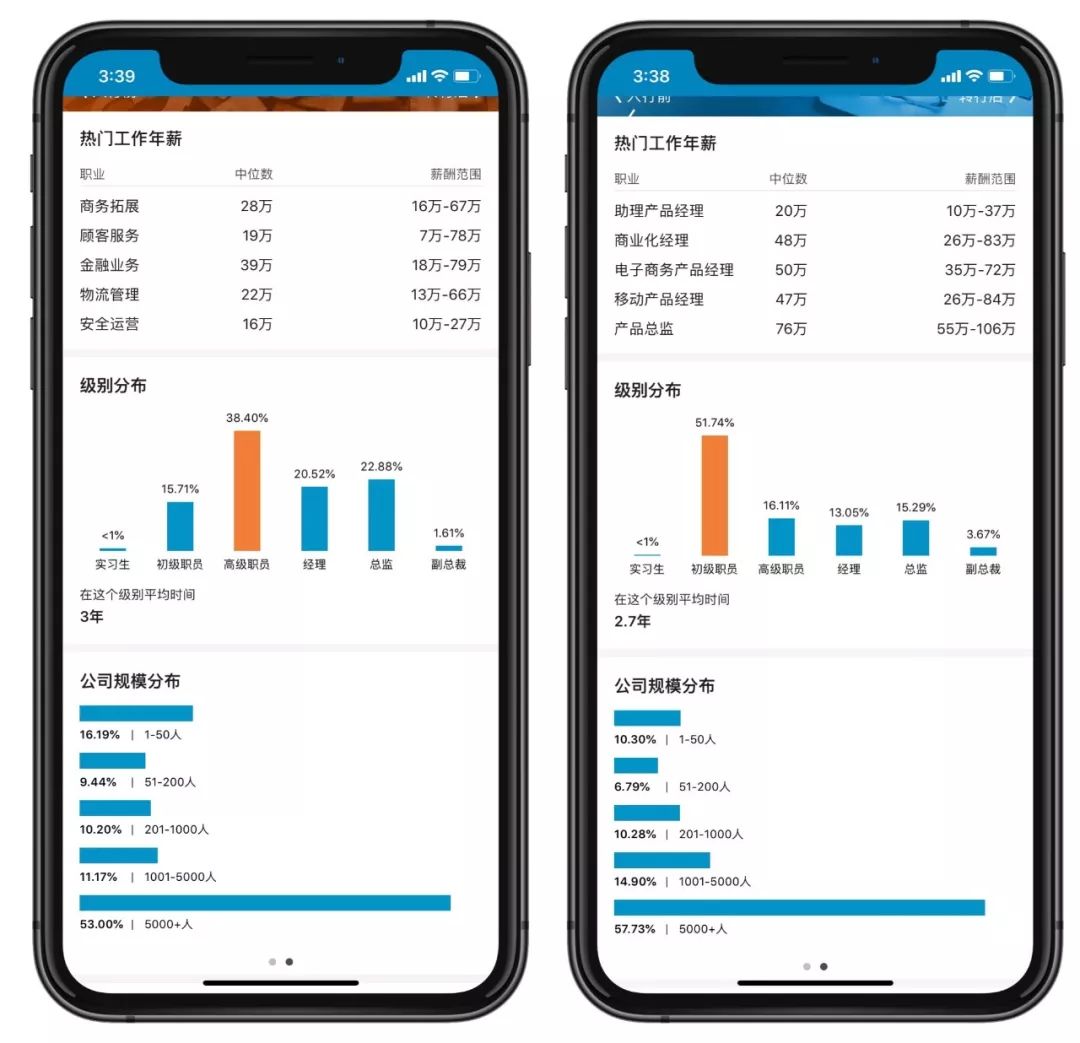 3:39
热门工作年薪
职业 中位数 薪酬范围
商务拓展 28万 16万-67万
顾客服务 19万 7万-78万
金融业务 39万 18万-79万
物流管理 22万 13万-66万
安全运营 16万 10万-27万
级别分布
38.40%
22.88%
20.52%
15.71%
<1%
1.61%
实习生 初级职员 高级职员 经理 总监 副总裁
在这个级别平均时间
3年
公司规模分布
16.19% | 1-50人
9.44% | 51-200人
10.20% | 201-1000人
11.17% | 1001-5000人
53.00% | 5000+人
3:38
入行前 转行后
热门工作年薪
职业 中位数 薪酬范围
助理产品经理 20万 10万-37万
商业化经理 48万 26万-83万
电子商务产品经理 50万 35万-72万
移动产品经理 47万 26万-84万
产品总监 76万 55万-106万
级别分布
51.74%
16.11%
15.29%
13.05%
3.67%
<1%
实习生 初级职员 高级职员 经理 总监 副总裁
在这个级别平均时间
2.7年
公司规模分布
10.30% | 1-50人
6.79% | 51-200人
10.28% | 201-1000人
14.90% | 1001-5000人
57.73% | 5000+人